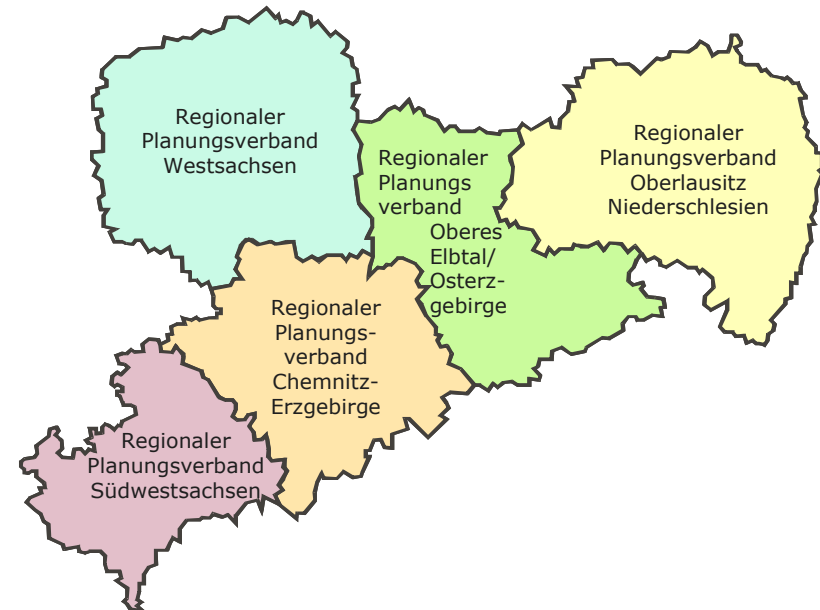 Regionaler
Planungsverband
Westsachsen
Regionaler
Planungs
verband
Oberes
Elbtal/
Osterz-
gebirge
Regionaler
Planungsverband
Oberlausitz
Niederschlesien
Regionaler
Planungs-
verband
Chemnitz-
Erzgebirge
Regionaler
Planungsverband
Südwestsachsen